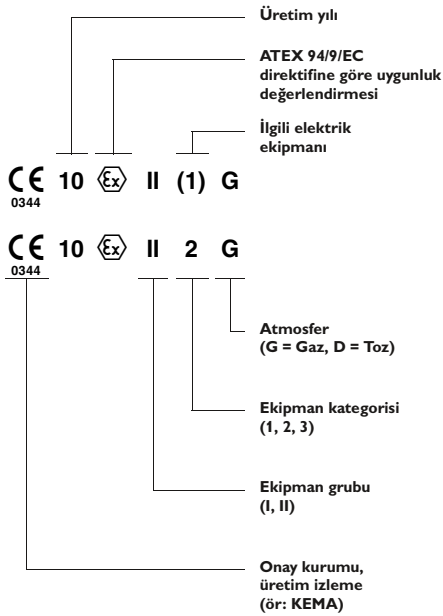 Üretim yılı
ATEX 94/9/EC
direktifine göre uygunluk
değerlendirmesi
İlgili elektrik
ekipmanı
CE 10 Ex II (1) G
0344
CE 10 Ex II 2 G
0344
Atmosfer
(G = Gaz, D = Toz)
Ekipman kategorisi
(1, 2, 3)
Ekipman grubu
(I, II)
Onay kurumu,
üretim izleme
(ör: KEMA)